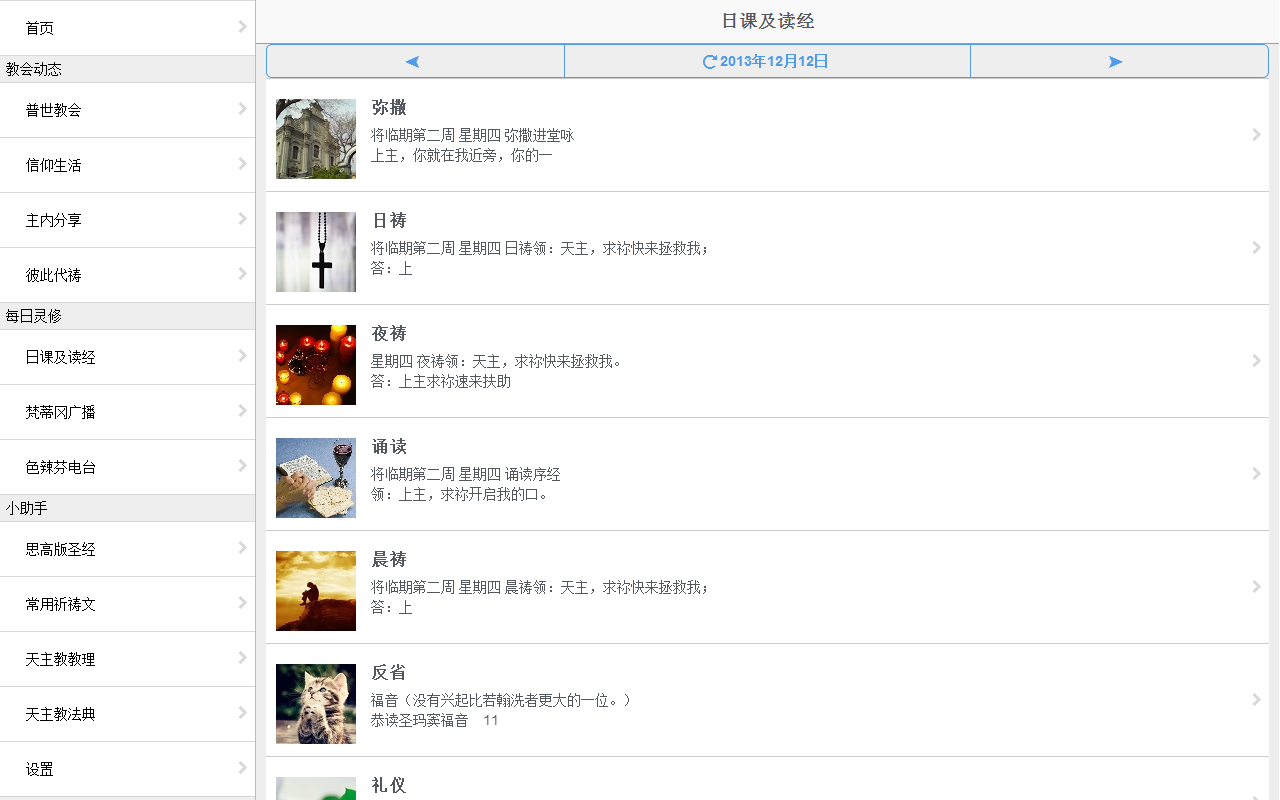 首页
教会动态
普世教会
信仰生活
主内分享
彼此代祷
每日灵修
日课及读经
梵蒂冈广播
色辣芬电台
小助手
思高版圣经
常用祈祷文
天主教教理
天主教法典
设置
日课及读经
2013年12月12日
弥撒
将临期第二周 星期四 弥撒进堂咏
上主，你就在我近旁，你的一
日祷
将临期第二周 星期四 日祷领：天主，求祢快来拯救我；
答：上
夜祷
星期四 夜祷领：天主，求祢快来拯救我。
答：上主求祢速来扶助
诵读
将临期第二周 星期四 诵读序经
领：上主，求祢开启我的口。
晨祷
将临期第二周 星期四 晨祷领：天主，求祢快来拯救我；
答：上
反省
福音（没有兴起比若翰洗者更大的一位。）
恭读圣玛窦福音　11
礼仪